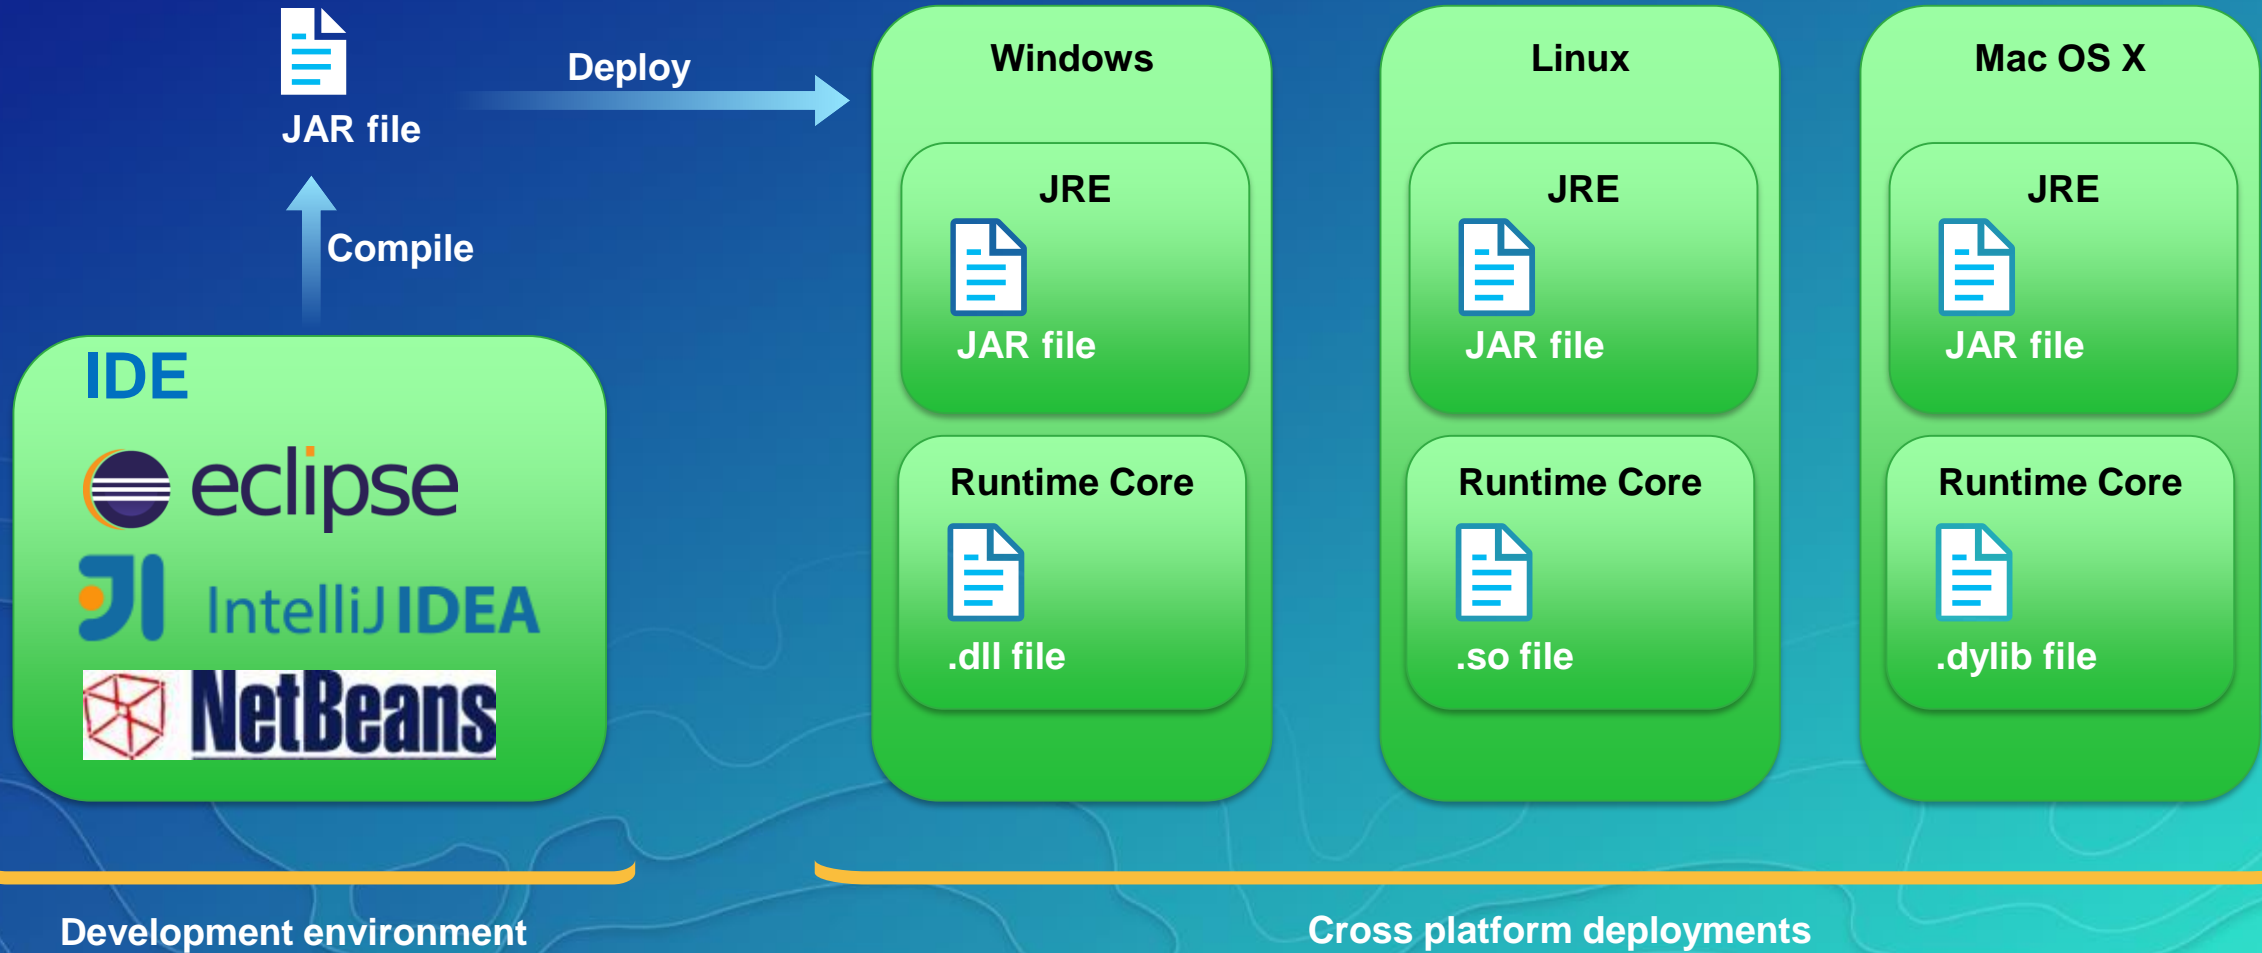 JAR file
Deploy
Compile
IDE
eclipse
IntelliJ IDEA
NetBeans
Development environment
Windows
JRE
JAR file
Runtime Core
.dll file
Linux
JRE
JAR file
Runtime Core
.so file
Mac OS X
JRE
JAR file
Runtime Core
.dylib file
Cross platform deployments